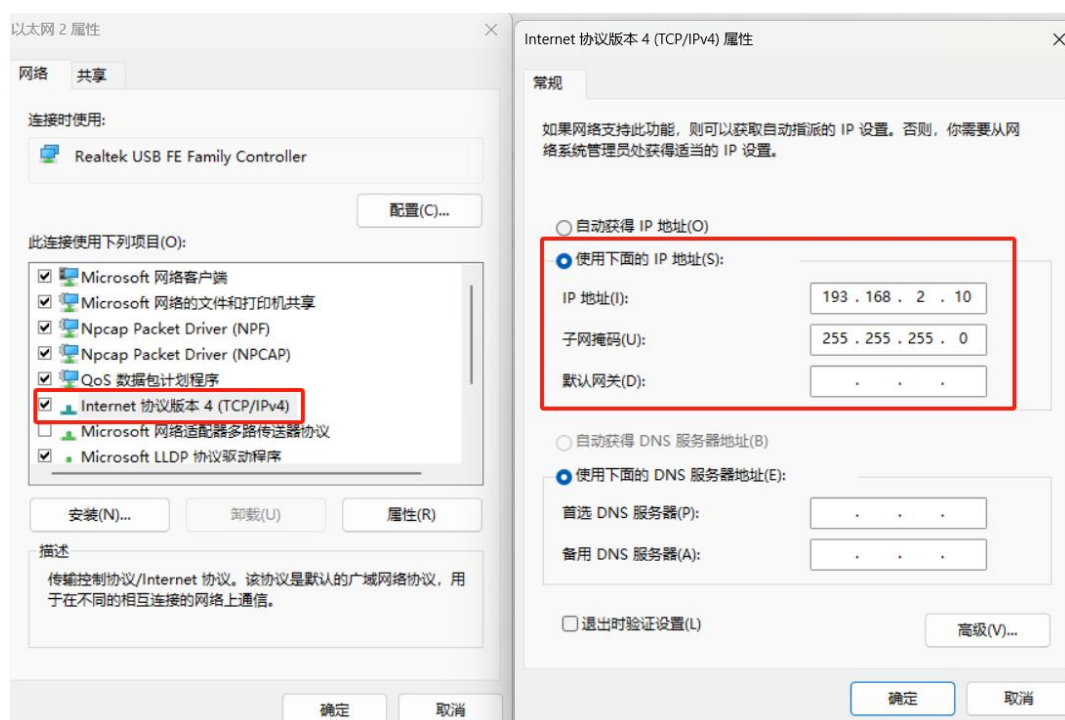 以太网 2 属性
网络
共享
连接时使用:
Realtek USB FE Family Controller
配置(C)...
此连接使用下列项目(O):
Microsoft 网络客户端
Microsoft 网络的文件和打印机共享
Npcap Packet Driver (NPF)
Npcap Packet Driver (NPCAP)
QoS 数据包计划程序
Internet 协议版本 4 (TCP/IPv4)
Microsoft 网络适配器多路传送器协议
Microsoft LLDP 协议驱动程序
安装(N)...
卸载(U)
属性(R)
描述
传输控制协议/Internet 协议。该协议是默认的广域网络协议，用
于在不同的相互连接的网络上通信。
确定
取消
Internet 协议版本 4 (TCP/IPv4) 属性
常规
如果网络支持此功能，则可以获取自动指派的 IP 设置。否则，你需要从网
络系统管理员处获得适当的 IP 设置。
自动获得 IP 地址(O)
使用下面的 IP 地址(S):
IP 地址(I):
193 . 168 . 2 . 10
子网掩码(U):
255 . 255 . 255 . 0
默认网关(D):
. . .
自动获得 DNS 服务器地址(B)
使用下面的 DNS 服务器地址(E):
首选 DNS 服务器(P):
. . .
备用 DNS 服务器(A):
. . .
退出时验证设置(L)
高级(V)...
确定
取消